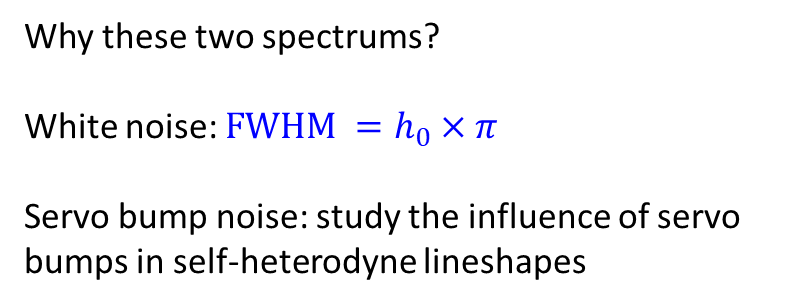 Why these two spectrums?
White noise: FWHM = h₀ × π
Servo bump noise: study the influence of servo
bumps in self-heterodyne lineshapes